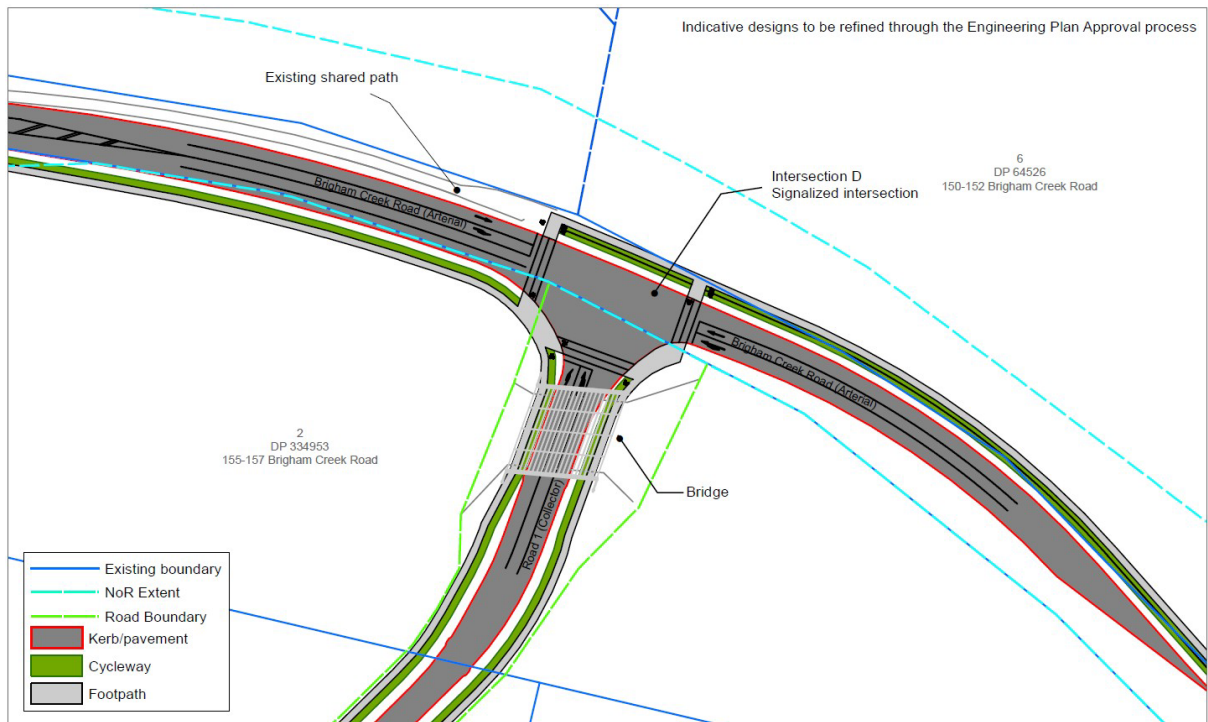 Indicative designs to be refined through the Engineering Plan Approval process
Existing shared path
6
DP 64526
150-152 Brigham Creek Road
Intersection D
Signalized intersection
Brigham Creek Road (Arterial)
Brigham Creek Road (Arterial)
2
DP 334953
155-157 Brigham Creek Road
Bridge
Road 1 (Collector)
Existing boundary
NoR Extent
Road Boundary
Kerb/pavement
Cycleway
Footpath